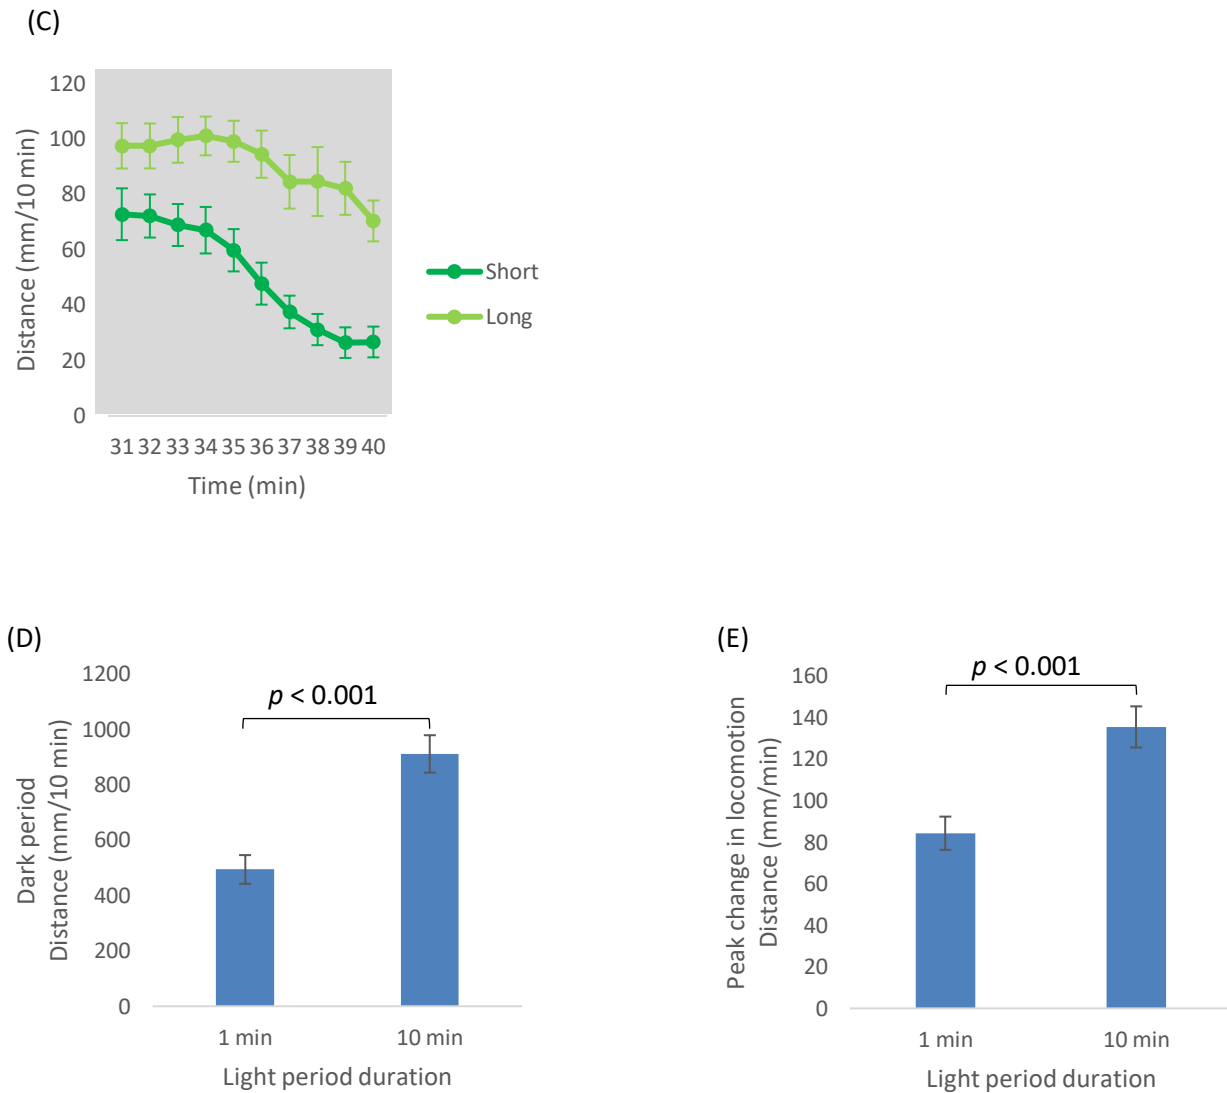 (C)
120
100
80
60
40
20
0
Distance (mm/10 min)
31 32 33 34 35 36 37 38 39 40
Time (min)
Short
Long
(D)
1200
1000
800
600
400
200
0
Dark period
Distance (mm/10 min)
p < 0.001
1 min 10 min
Light period duration
(E)
160
140
120
100
80
60
40
20
0
Peak change in locomotion
Distance (mm/min)
p < 0.001
1 min 10 min
Light period duration